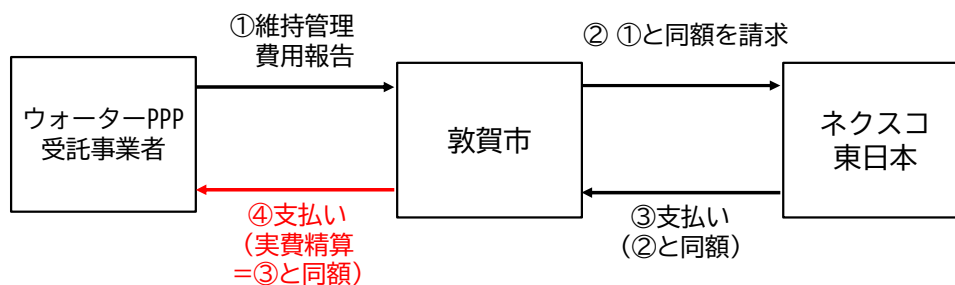 ①維持管理
費用報告
② ①と同額を請求
ウォーターPPP
受託事業者
敦賀市
ネクスコ
東日本
④支払い
（実費精算
＝③と同額）
③支払い
（②と同額）